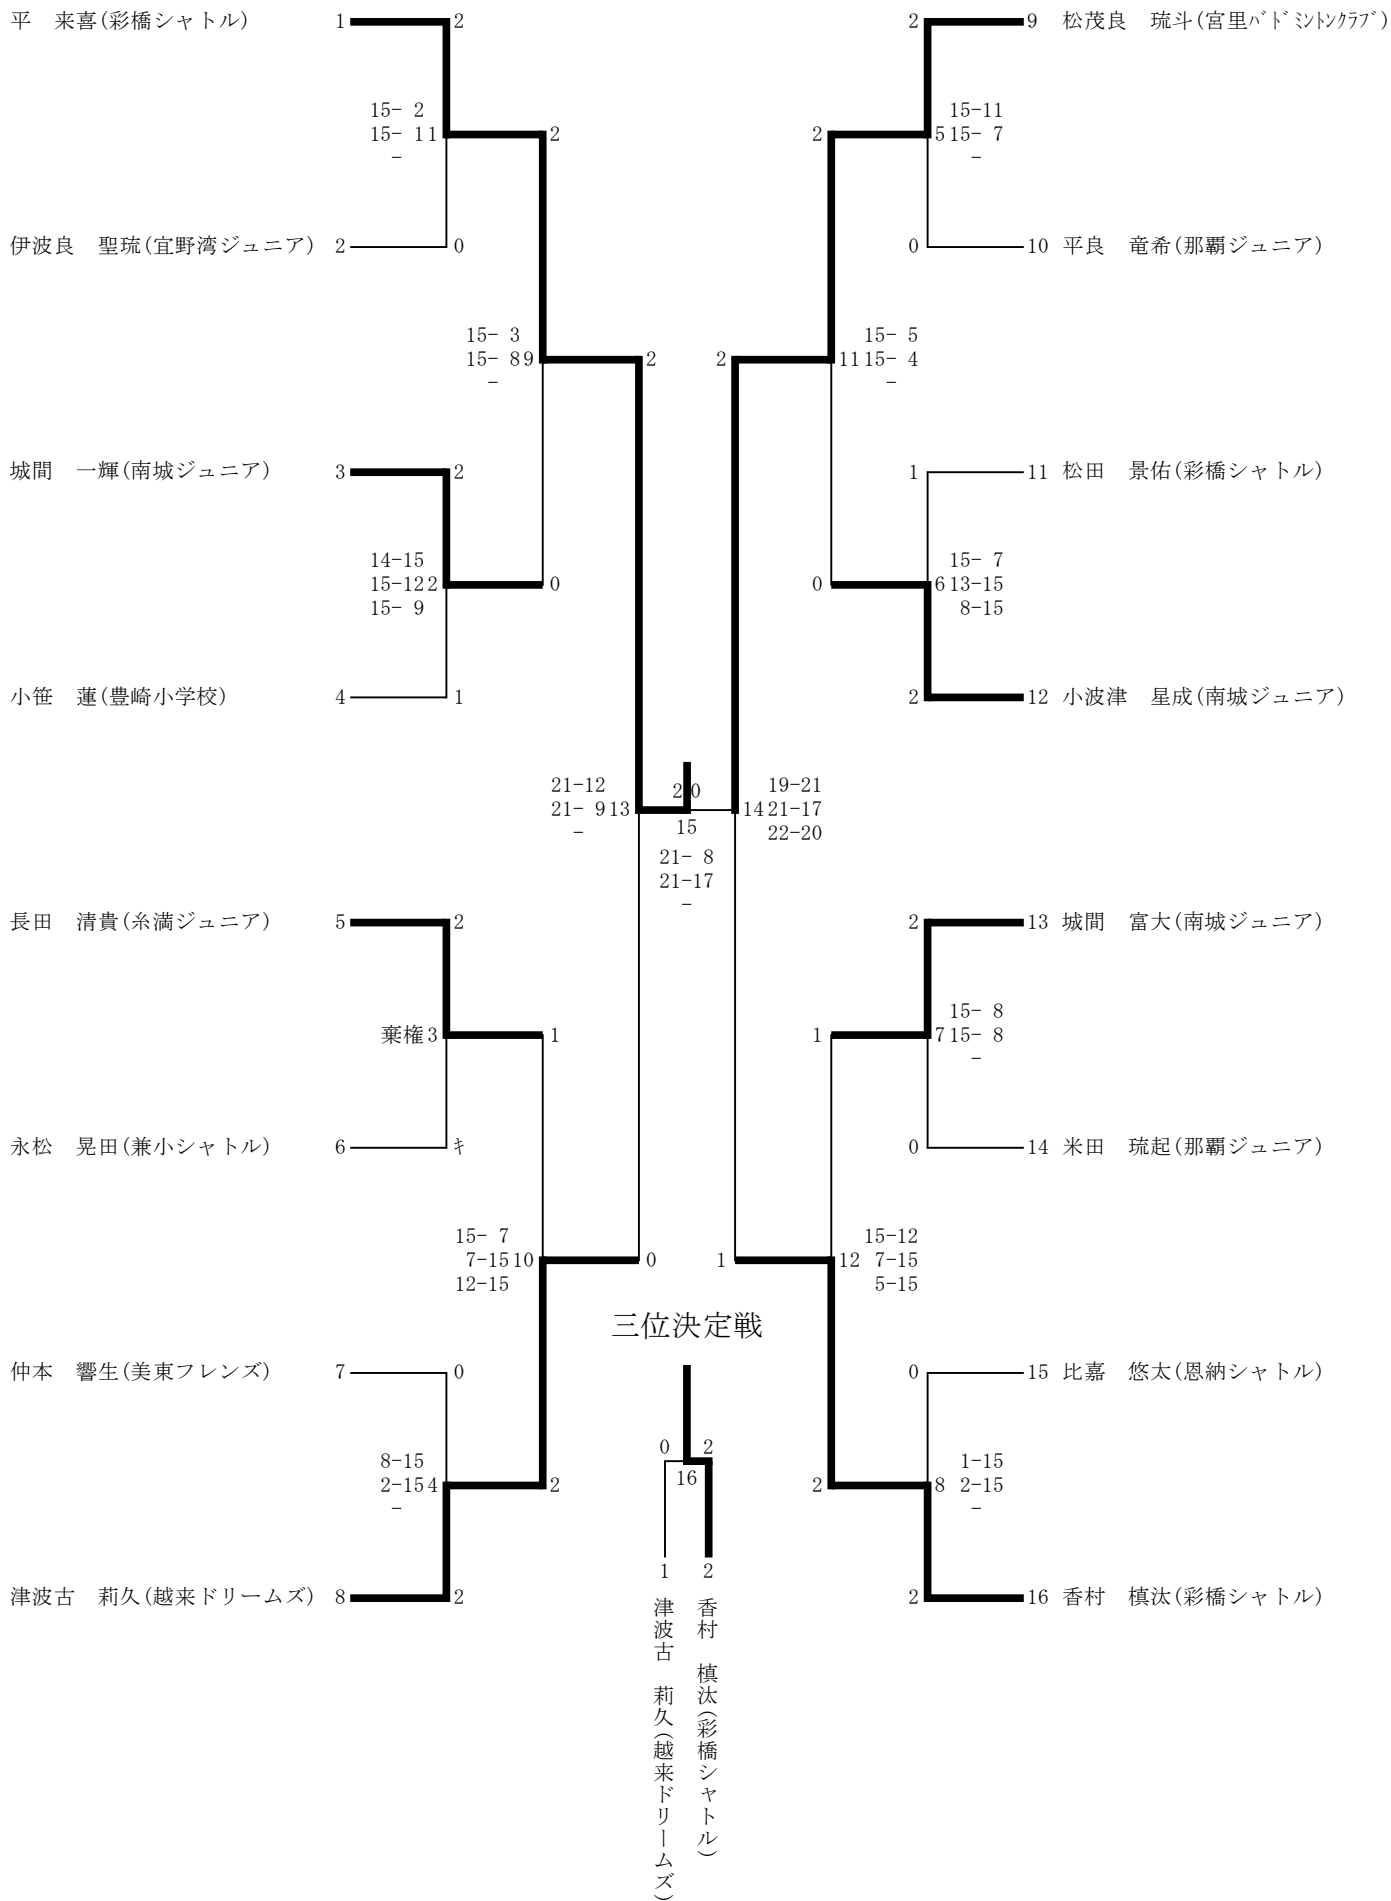 平　来喜(彩橋シャトル) 1 2
2 9 松茂良　琉斗(宮里ﾊﾞﾄﾞﾐﾝﾄﾝｸﾗﾌﾞ)
15- 2
15- 1 1 2
-
15-11
2 5 15- 7
-
伊波良　聖琉(宜野湾ジュニア) 2 0
0 10 平良　竜希(那覇ジュニア)
15- 3
15- 8 9 2
-
15- 5
2 11 15- 4
-
城間　一輝(南城ジュニア) 3 2
1 11 松田　景佑(彩橋シャトル)
14-15
15-12 2 0
15- 9
15- 7
0 6 13-15
8-15
小笹　蓮(豊崎小学校) 4 1
2 12 小波津　星成(南城ジュニア)
21-12
21- 9 13
-
2 0
15
21- 8
21-17
-
19-21
14 21-17
22-20
長田　清貴(糸満ジュニア) 5 2
2 13 城間　富大(南城ジュニア)
棄権 3 1
15- 8
1 7 15- 8
-
永松　晃田(兼小シャトル) 6 ｷ
0 14 米田　琉起(那覇ジュニア)
15- 7
7-15 10 0
12-15
15-12
1 12 7-15
5-15
三位決定戦
仲本　響生(美東フレンズ) 7 0
0 15 比嘉　悠太(恩納シャトル)
8-15
2-15 4 2
-
0 2
16
1-15
2 8 2-15
-
津波古　莉久(越来ドリームズ) 8 2
2 16 香村　槙汰(彩橋シャトル)
1 2
津波古　莉久(越来ドリームズ)
香村　槙汰(彩橋シャトル)